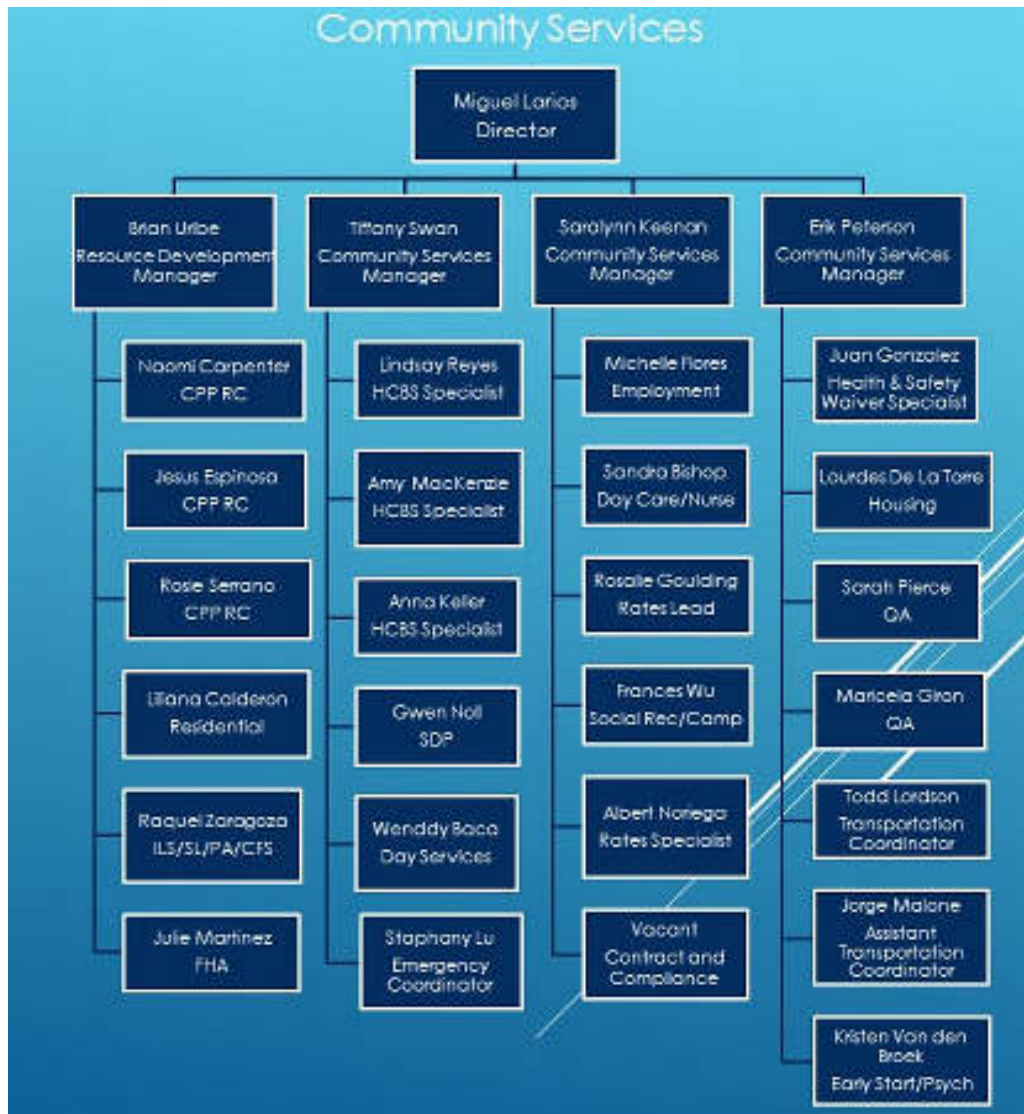 Community Services
Miguel Larios
Director
Brian Uribe
Resource Development
Manager
Tiffany Swan
Community Services
Manager
Saralynn Keenan
Community Services
Manager
Erik Peterson
Community Services
Manager
Naomi Carpenter
CPP RC
Jesus Espinosa
CPP RC
Rosie Serrano
CPP RC
Liliana Calderon
Residential
Raquel Zaragoza
ILS/SL/PA/CFS
Julie Martinez
FHA
Lindsay Reyes
HCBS Specialist
Amy MacKenzie
HCBS Specialist
Anna Keller
HCBS Specialist
Gwen Noll
SDP
Wenddy Baca
Day Services
Staphany Lu
Emergency
Coordinator
Michelle Flores
Employment
Sandra Bishop
Day Care/Nurse
Rosalie Goulding
Rates Lead
Frances Wu
Social Rec/Camp
Albert Noriega
Rates Specialist
Vacant
Contract and
Compliance
Juan Gonzalez
Health & Safety
Waiver Specialist
Lourdes De La Torre
Housing
Sarah Pierce
QA
Maricela Giron
QA
Todd Lordson
Transportation
Coordinator
Jorge Malone
Assistant
Transportation
Coordinator
Kristen Van den
Broek
Early Start/Psych